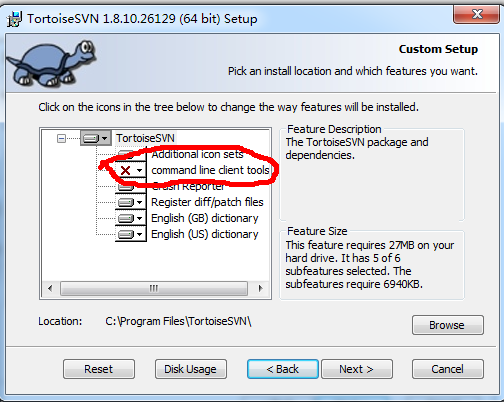 TortoiseSVN 1.8.10.26129 (64 bit) Setup
Custom Setup
Pick an install location and which features you want.
Click on the icons in the tree below to change the way features will be installed.
TortoiseSVN
Additional icon sets
command line client tools
Crash Reporter
Register diff/patch files
English (GB) dictionary
English (US) dictionary
Feature Description
The TortoiseSVN package and
dependencies.
Feature Size
This feature requires 27MB on your
hard drive. It has 5 of 6
subfeatures selected. The
subfeatures require 6940KB.
Location: C:\Program Files\TortoiseSVN\
Browse
Reset Disk Usage < Back Next > Cancel